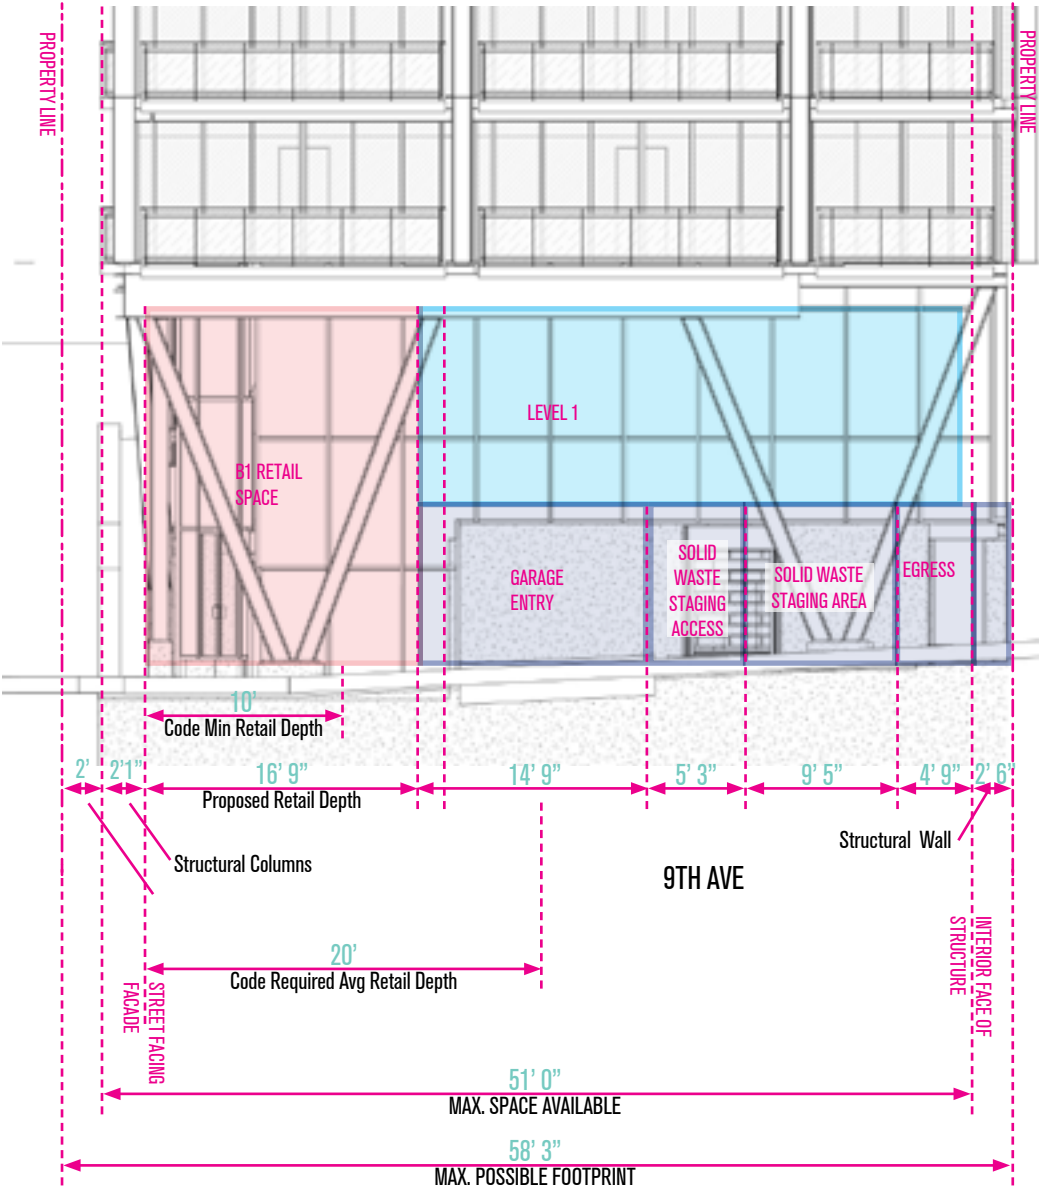 PROPERTY LINE
PROPERTY LINE
LEVEL 1
B1 RETAIL
SPACE
GARAGE
ENTRY
SOLID
WASTE
STAGING
ACCESS
SOLID WASTE
STAGING AREA
EGRESS
10’
Code Min Retail Depth
2’
2’1”
16’ 9”
14’ 9”
5’ 3”
9’ 5”
4’ 9”
2’ 6”
Proposed Retail Depth
Structural Wall
Structural Columns
9TH AVE
20’
Code Required Avg Retail Depth
STREET FACING
FACADE
INTERIOR FACE OF
STRUCTURE
51’ 0”
MAX. SPACE AVAILABLE
58’ 3”
MAX. POSSIBLE FOOTPRINT